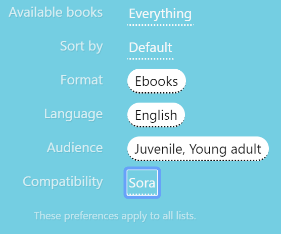 Available books Everything
Sort by Default
Format Ebooks
Language English
Audience Juvenile, Young adult
Compatibility Sora
These preferences apply to all lists.